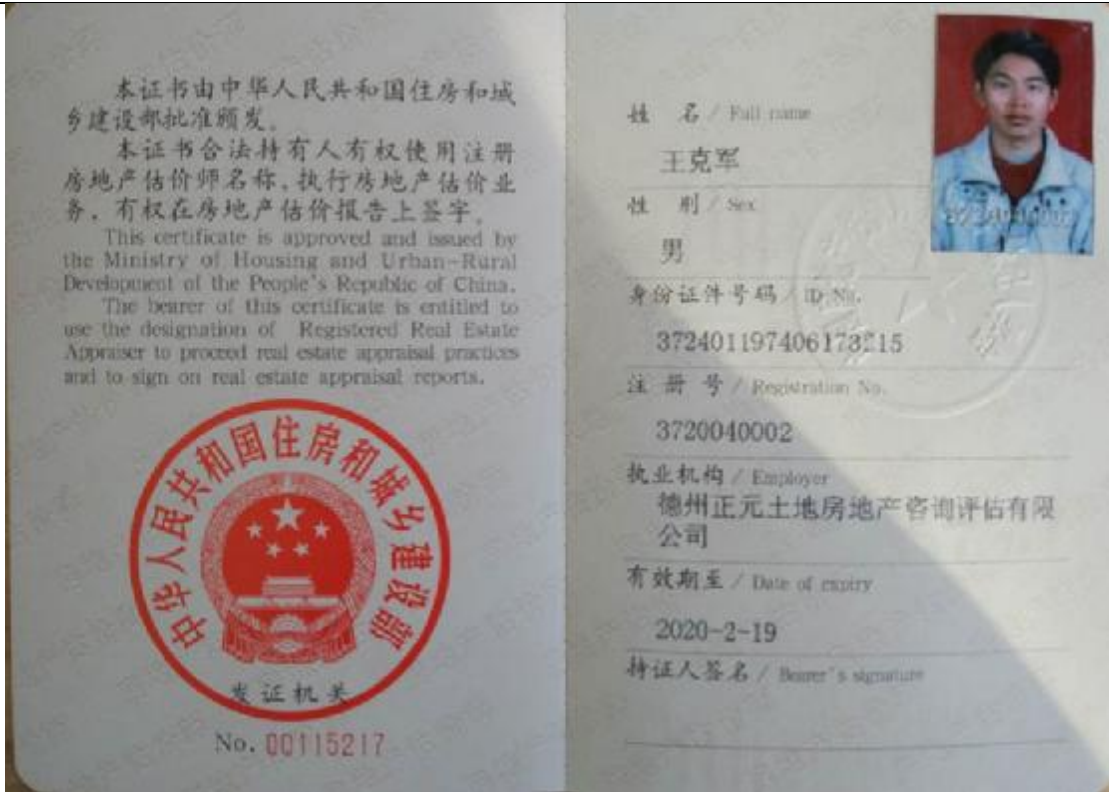 本证书由中华人民共和国住房和城
乡建设部批准颁发。
本证书合法持有人有权使用注册
房地产估价师名称，执行房地产估价业
务，有权在房地产估价报告上签字。
This certificate is approved and issued by
the Ministry of Housing and Urban-Rural
Development of the People's Republic of China.
The bearer of this certificate is entitled to
use the designation of Registered Real Estate
Appraiser to proceed real estate appraisal practices
and to sign on real estate appraisal reports.
中华人民共和国住房和城乡建设部
发证机关
No. 00115217
姓 名 / Full name
王克军
性 别 / Sex
男
身份证件号码 / ID No.
注 册 号 / Registration No.
3720040002
执业机构 / Employer
德州正元土地房地产咨询评估有限
公司
有效期至 / Date of expiry
2020-2-19
持证人签名 / Bearer's signature